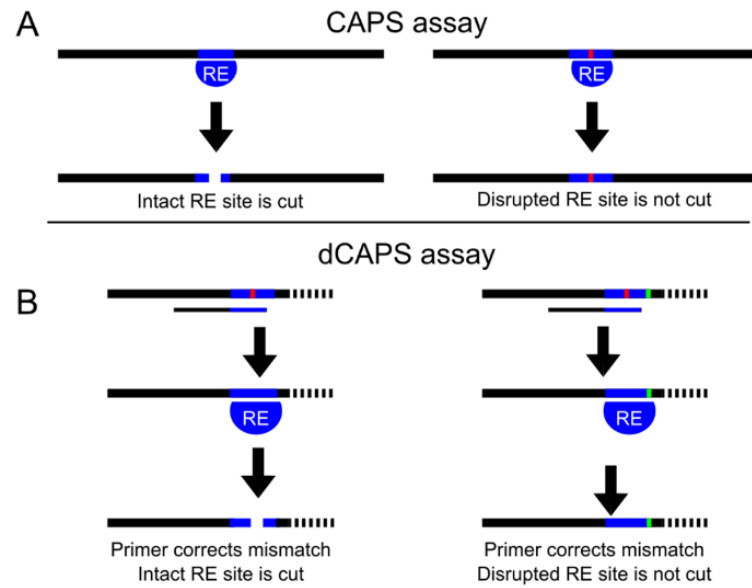 A
CAPS assay
RE
RE
Intact RE site is cut
Disrupted RE site is not cut
dCAPS assay
B
RE
RE
Primer corrects mismatch
Intact RE site is cut
Primer corrects mismatch
Disrupted RE site is not cut